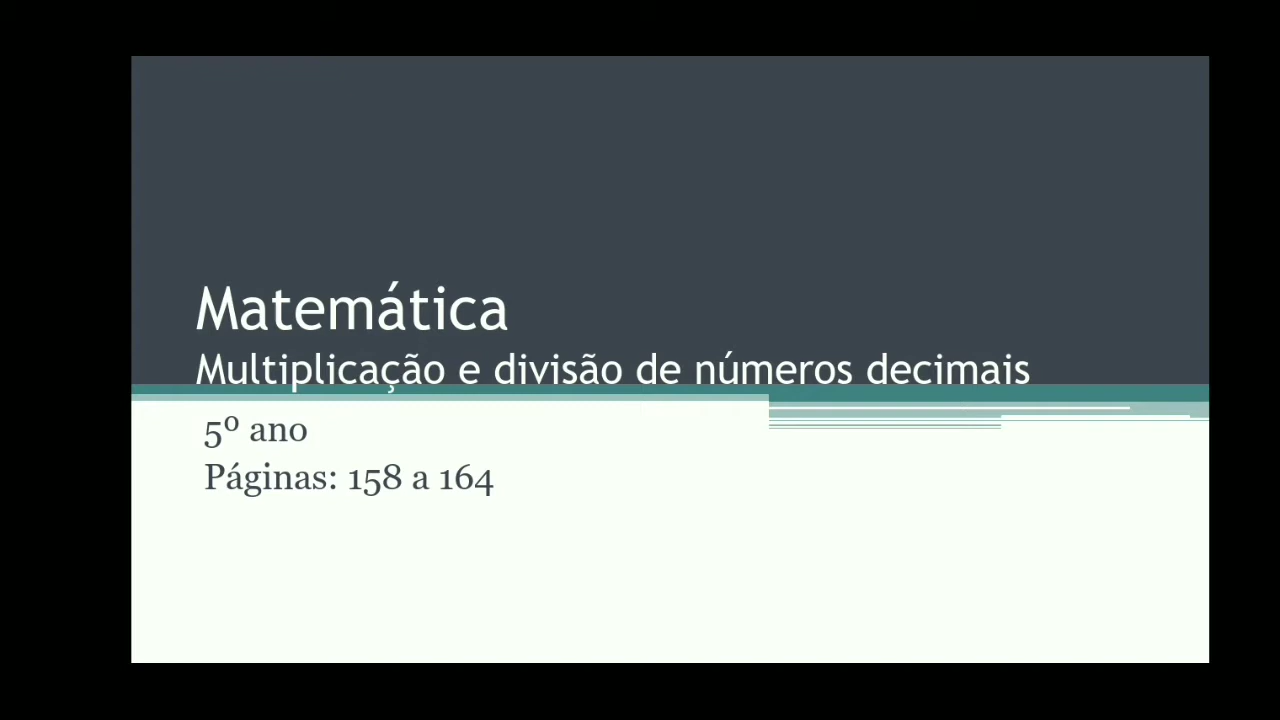 Matemática
Multiplicação e divisão de números decimais
5º ano
Páginas: 158 a 164